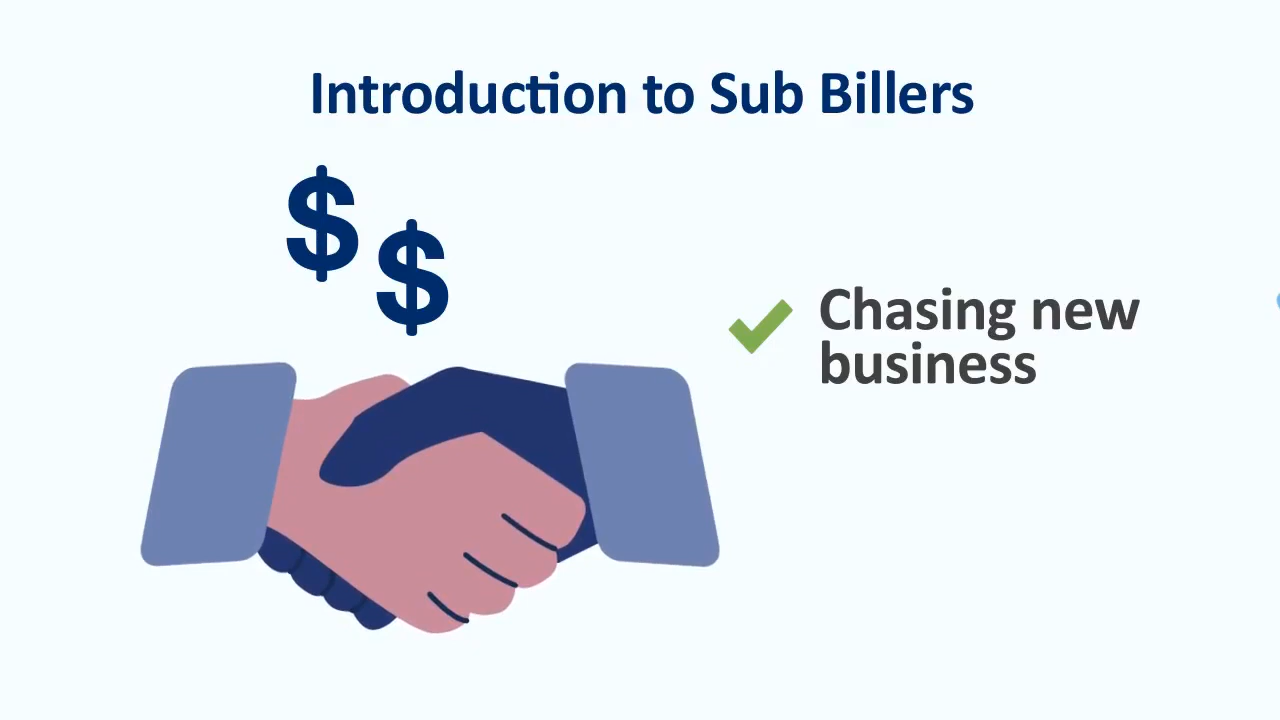 Introduction to Sub Billers
$
$
Chasing new
business